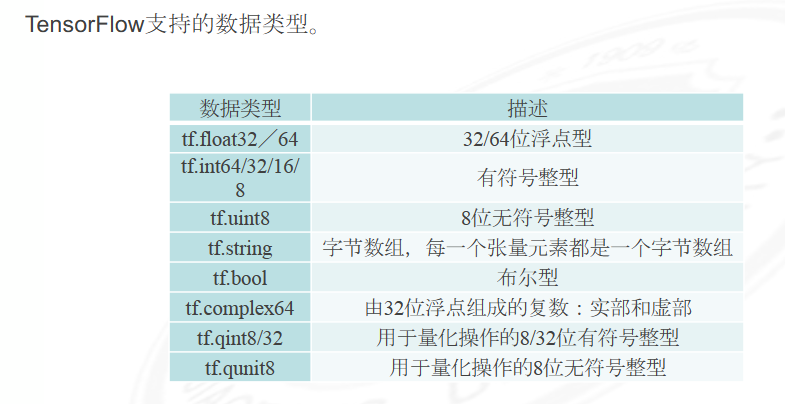 TensorFlow支持的数据类型。
数据类型 描述
tf.float32／64 32/64位浮点型
tf.int64/32/16/
8 有符号整型
tf.uint8 8位无符号整型
tf.string 字节数组，每一个张量元素都是一个字节数组
tf.bool 布尔型
tf.complex64 由32位浮点组成的复数：实部和虚部
tf.qint8/32 用于量化操作的8/32位有符号整型
tf.qunit8 用于量化操作的8位无符号整型